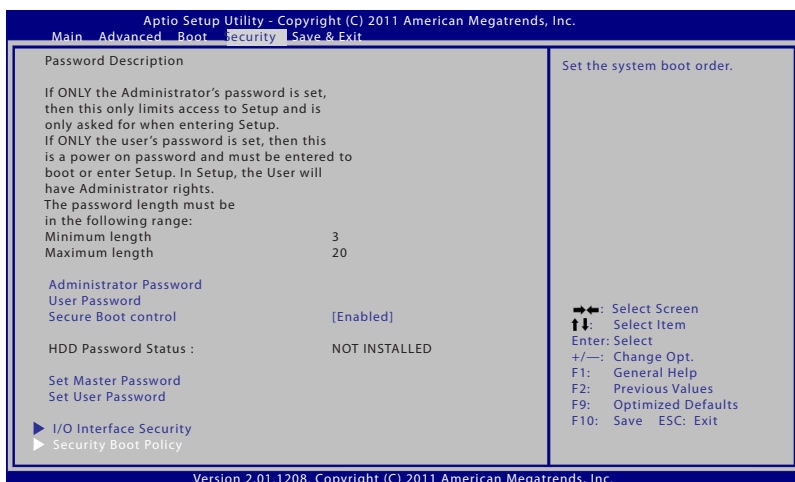 Aptio Setup Utility - Copyright (C) 2011 American Megatrends, Inc.
Main Advanced Boot Security Save & Exit
Password Description
If ONLY the Administrator's password is set,
then this only limits access to Setup and is
only asked for when entering Setup.
If ONLY the user's password is set, then this
is a power on password and must be entered to
boot or enter Setup. In Setup, the User will
have Administrator rights.
The password length must be
in the following range:
Minimum length 3
Maximum length 20
Administrator Password
User Password
Secure Boot control [Enabled]
HDD Password Status : NOT INSTALLED
Set Master Password
Set User Password
I/O Interface Security
Security Boot Policy
Set the system boot order.
→←: Select Screen
↑↓: Select Item
Enter: Select
+/—: Change Opt.
F1: General Help
F2: Previous Values
F9: Optimized Defaults
F10: Save ESC: Exit
Version 2.01.1208. Copyright (C) 2011 American Megatrends, Inc.